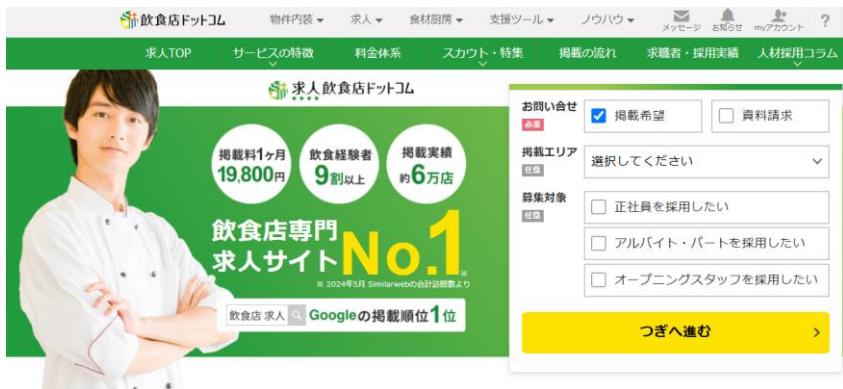 飲食店ドットコム
物件内装▼ 求人▼ 食材厨房▼ 支援ツール▼ ノウハウ▼ メッセージ お知らせ myアカウント ?
求人TOP サービスの特徴 料金体系 スカウト・特集 掲載の流れ 求職者・採用実績 人材採用コラム
求人飲食店ドットコム
掲載料1ヶ月
19,800円
飲食経験者
9割以上
掲載実績
約6万店
飲食店専門
求人サイト
No.1※
※ 2024年5月 Similarwebの合計訪問数より
飲食店 求人 Googleの掲載順位1位
お問い合せ
必須
掲載希望 資料請求
掲載エリア
任意
選択してください
募集対象
任意
正社員を採用したい
アルバイト・パートを採用したい
オープニングスタッフを採用したい
つぎへ進む